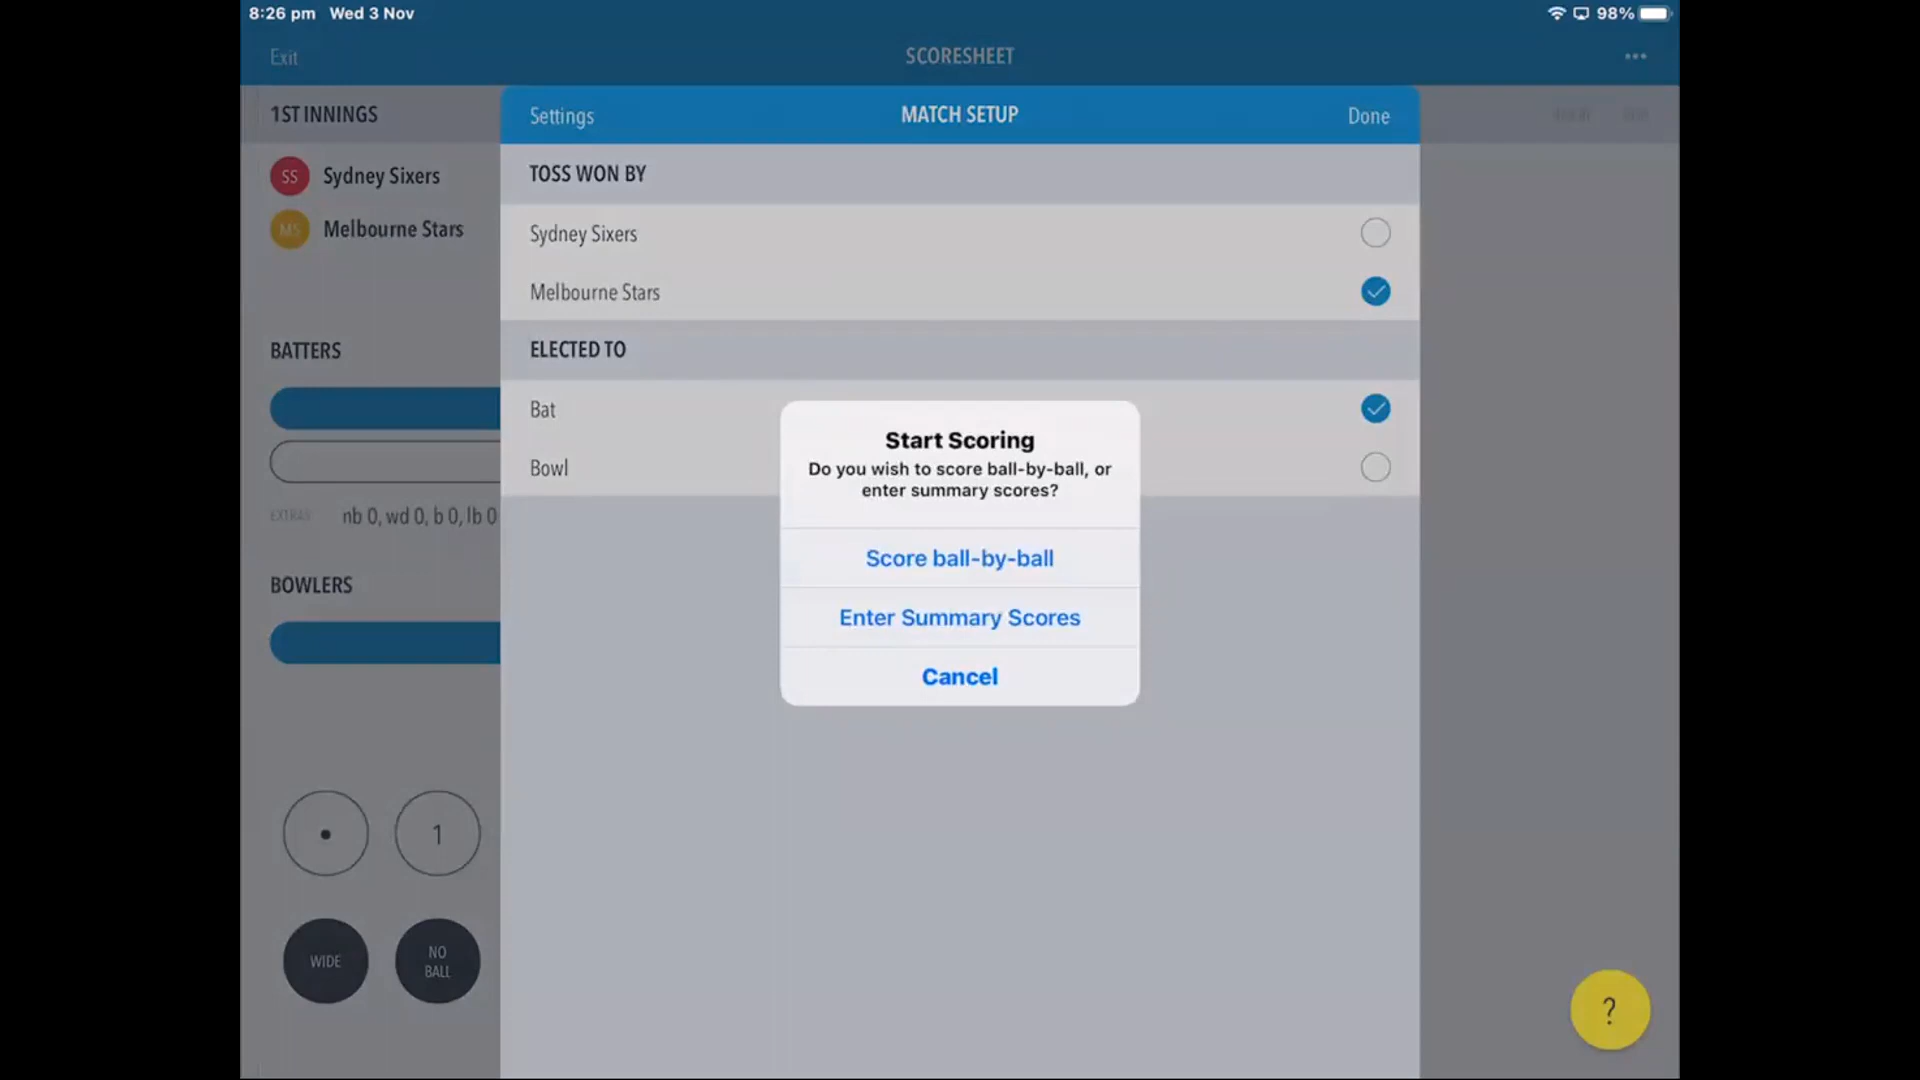 8:26 pm Wed 3 Nov
98%
Exit
SCORESHEET
1ST INNINGS
Settings
MATCH SETUP
Done
TOSS WON BY
SS Sydney Sixers
MS Melbourne Stars
Sydney Sixers
Melbourne Stars
ELECTED TO
BATTERS
Bat
Bowl
Start Scoring
Do you wish to score ball-by-ball, or
enter summary scores?
Score ball-by-ball
Enter Summary Scores
Cancel
EXTRAS nb 0, wd 0, b 0, lb 0
BOWLERS
1
WIDE
NO
BALL
?